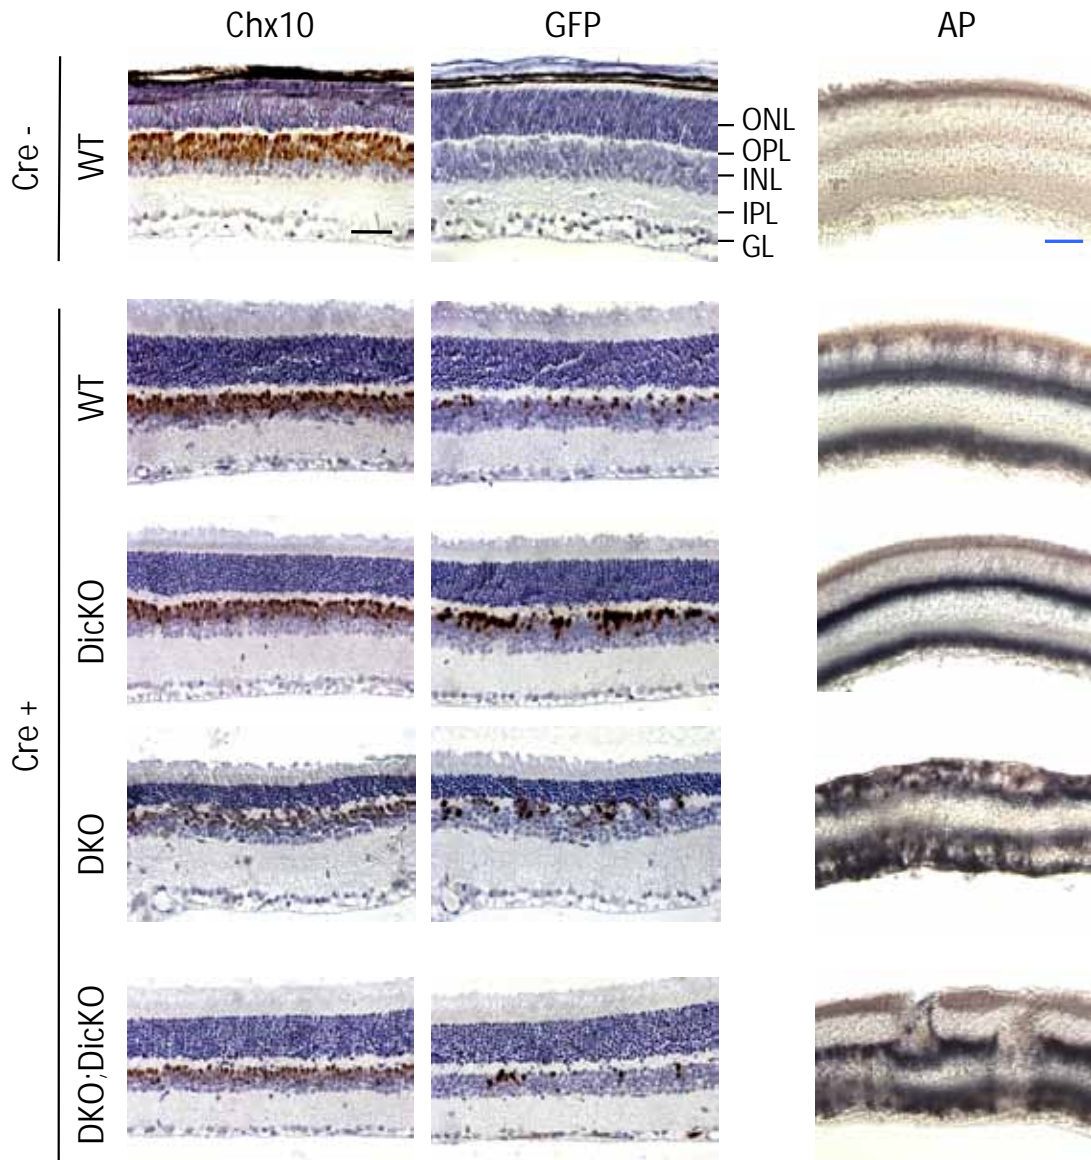 Chx10 GFP AP
Cre -
WT
ONL
OPL
INL
IPL
GL
Cre +
WT
DicKO
DKO
DKO;DicKO